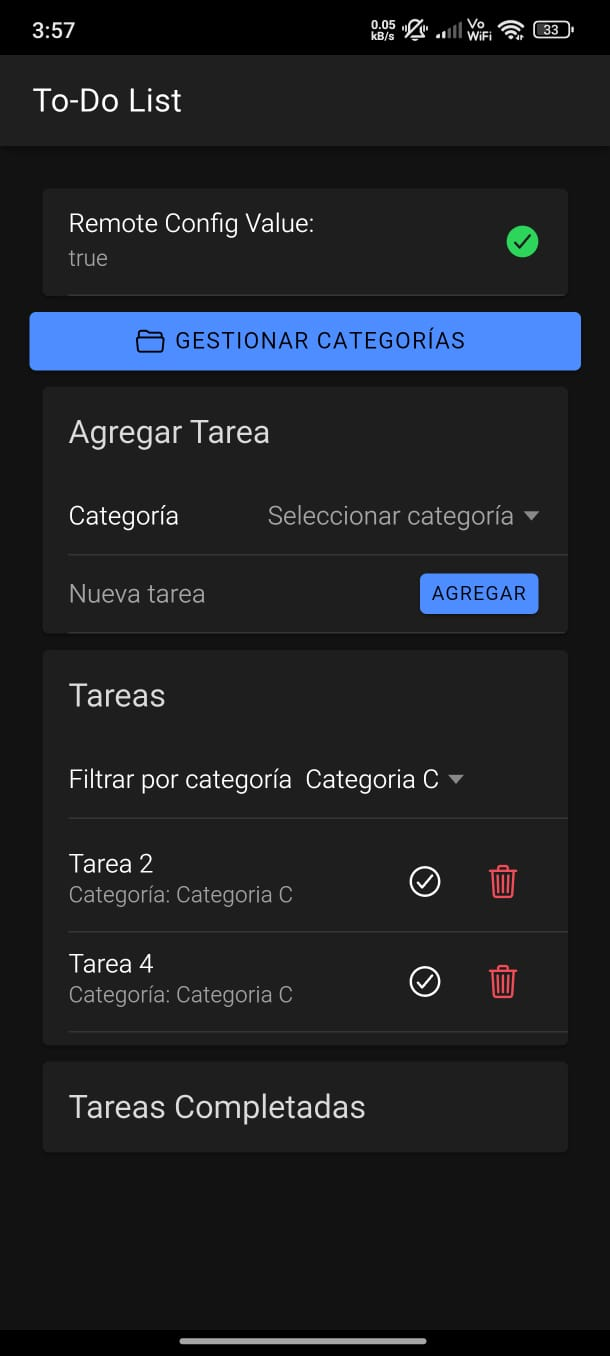 3:57
0.05
kB/s
Vo
WiFi
33
To-Do List
Remote Config Value:
true
GESTIONAR CATEGORÍAS
Agregar Tarea
Categoría Seleccionar categoría
Nueva tarea AGREGAR
Tareas
Filtrar por categoría Categoria C
Tarea 2
Categoría: Categoria C
Tarea 4
Categoría: Categoria C
Tareas Completadas